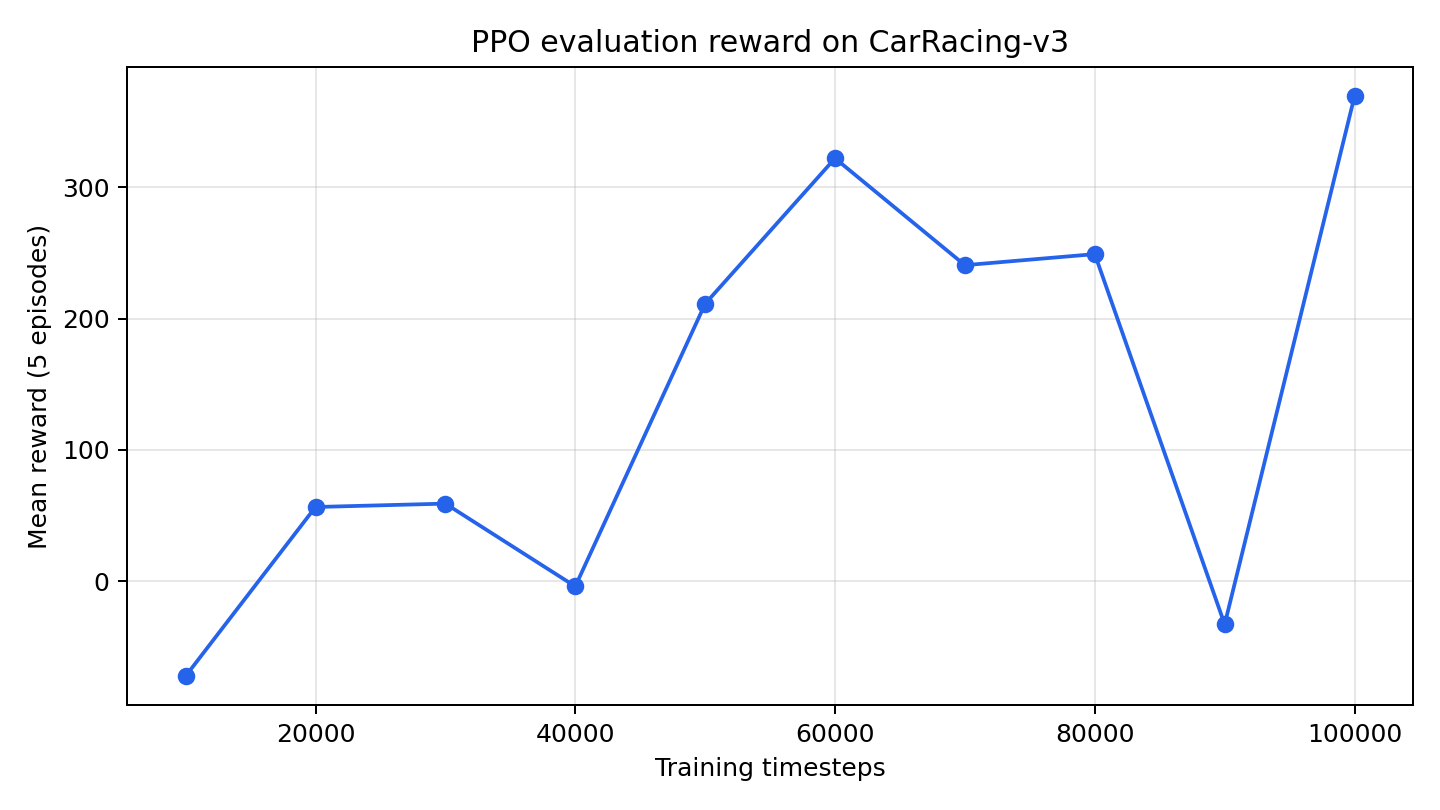 PPO evaluation reward on CarRacing-v3
Mean reward (5 episodes)
300
200
100
0
20000 40000 60000 80000 100000
Training timesteps